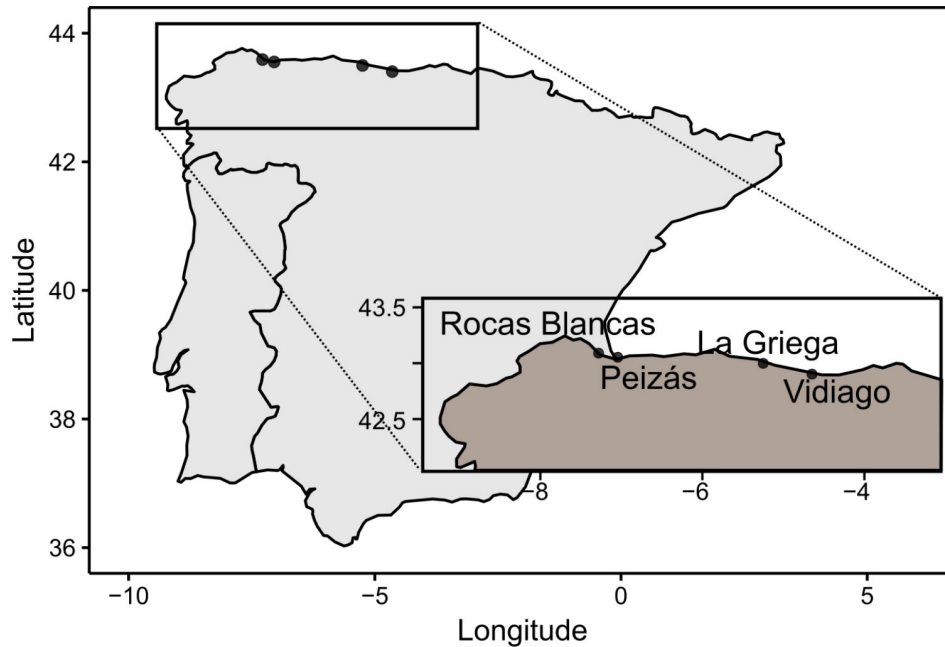 44
42
40
38
36
Latitude
−10
−5
0
5
Longitude
43.5
42.5
Rocas Blancas
La Griega
Peizás
Vidiago
−8
−6
−4